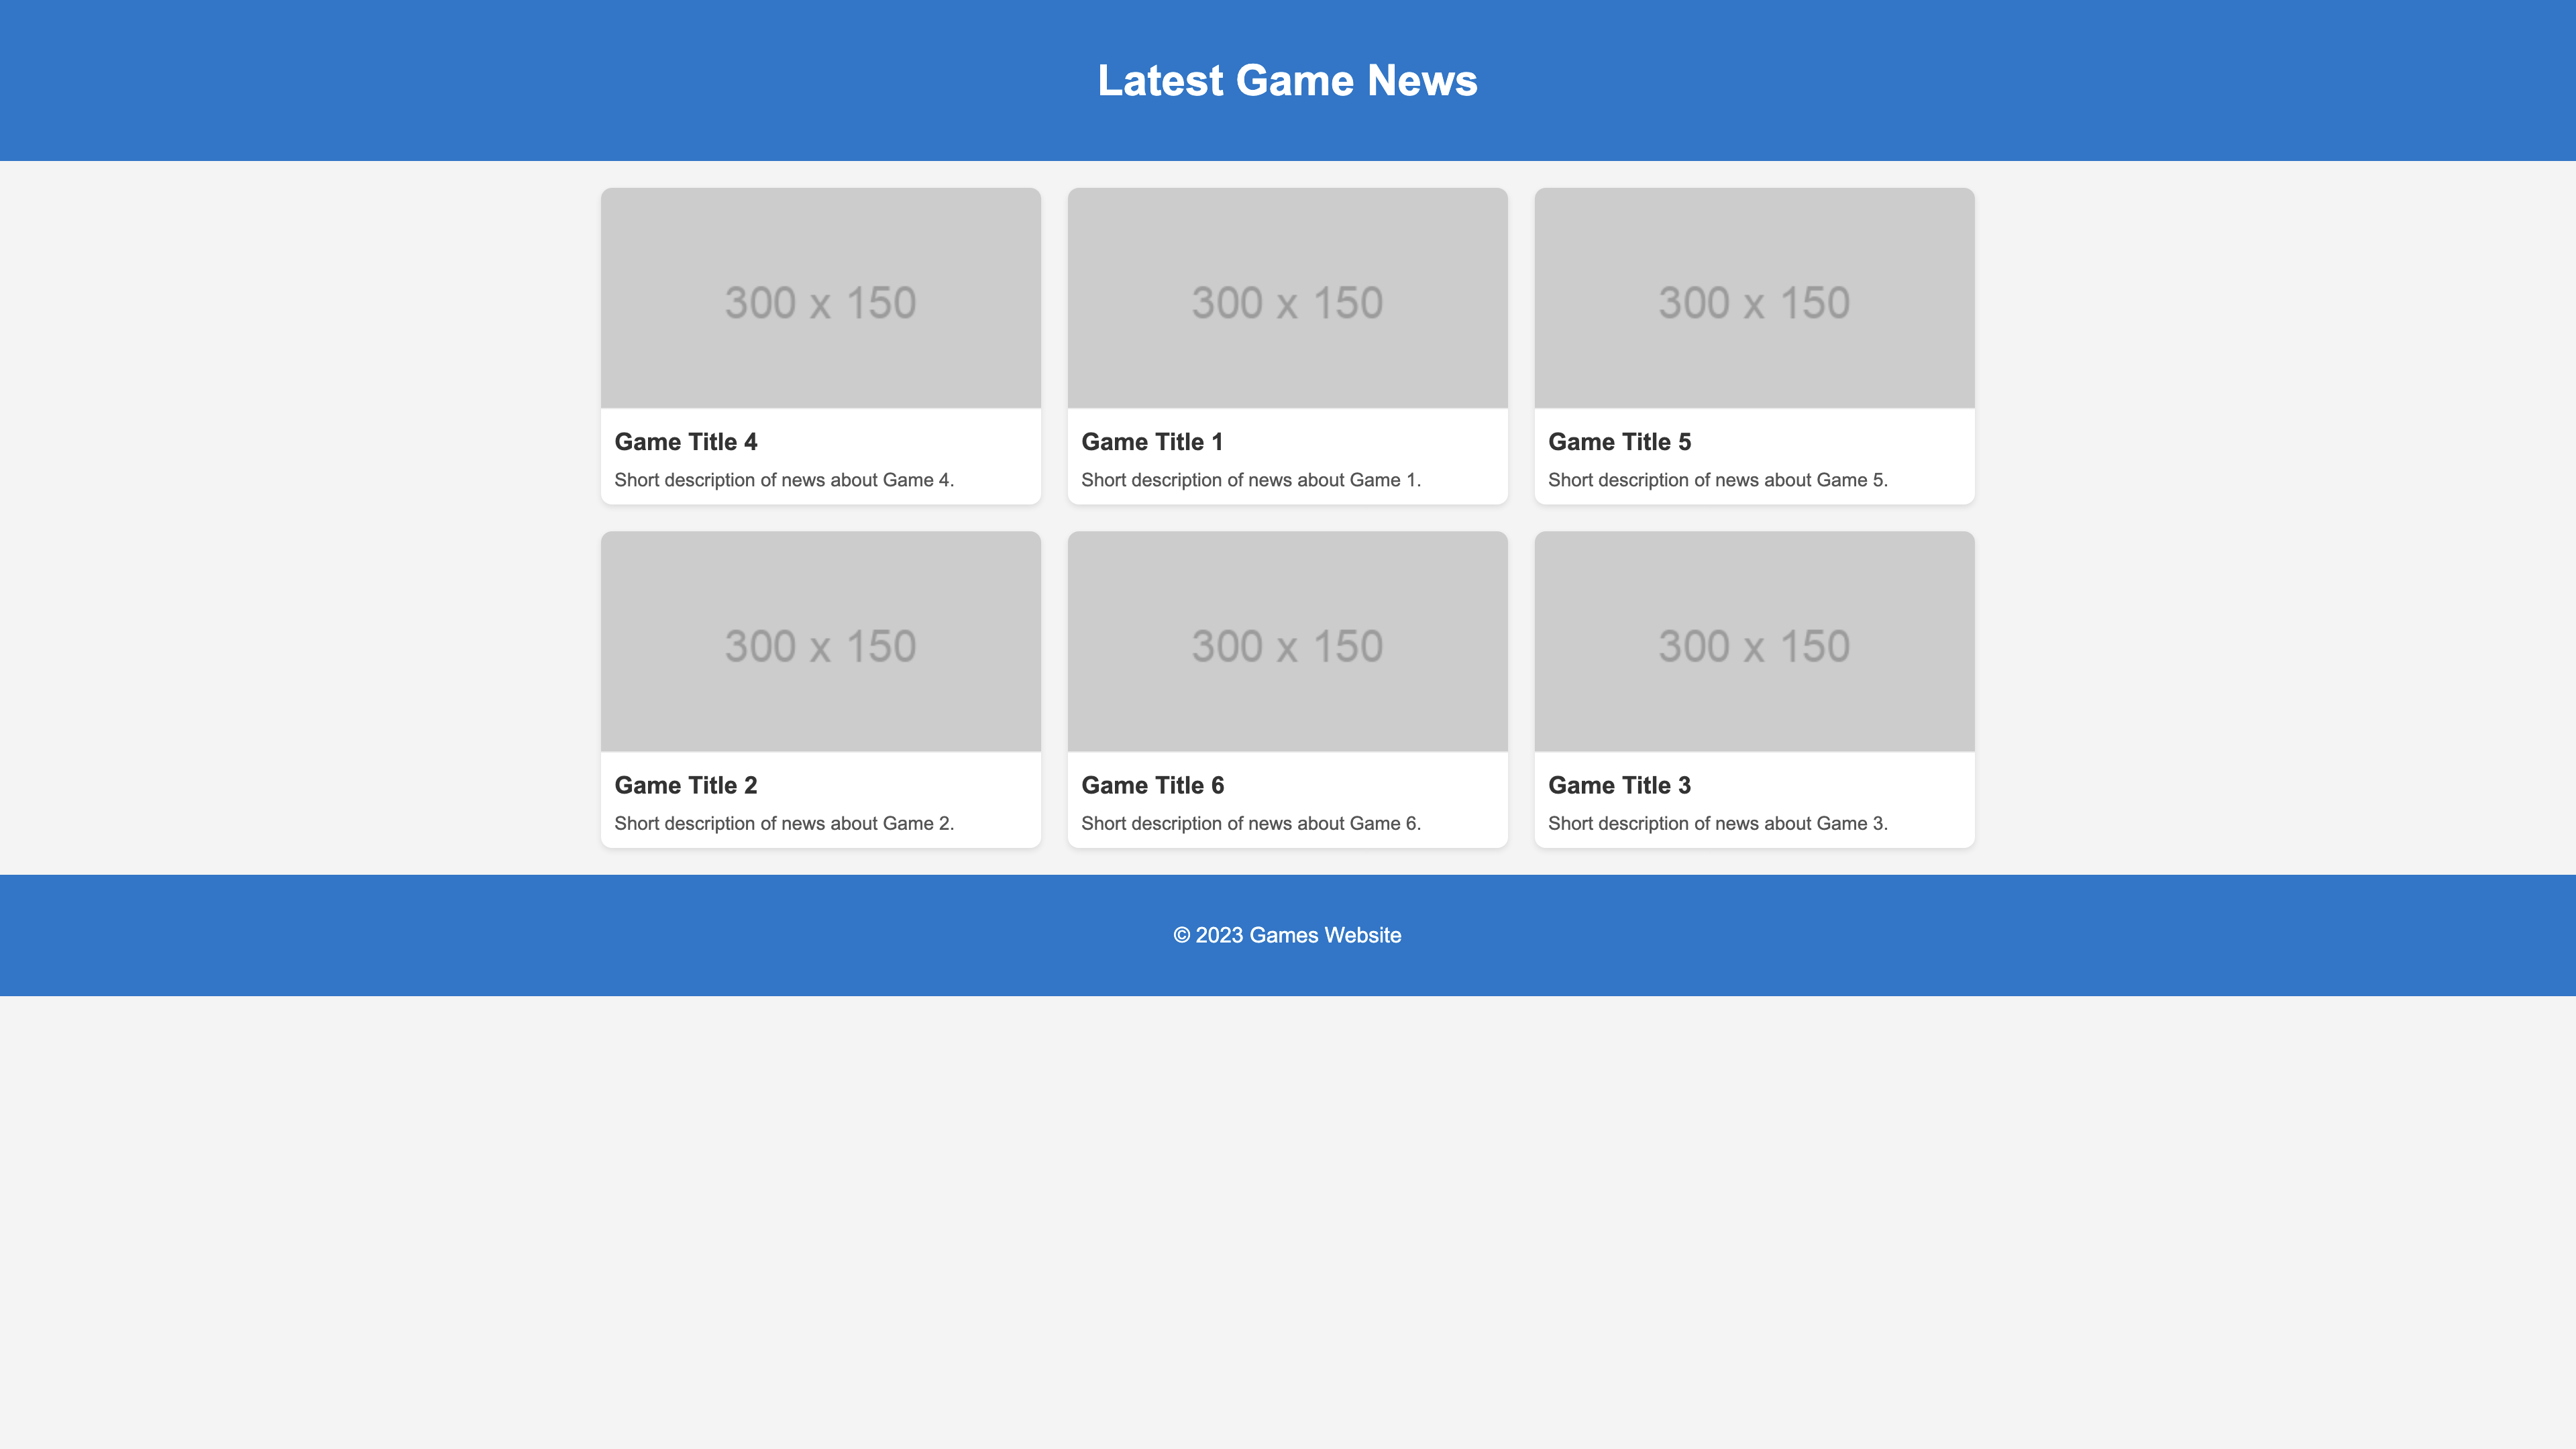 Latest Game News
300 x 150
300 x 150
300 x 150
Game Title 4
Short description of news about Game 4.
Game Title 1
Short description of news about Game 1.
Game Title 5
Short description of news about Game 5.
300 x 150
300 x 150
300 x 150
Game Title 2
Short description of news about Game 2.
Game Title 6
Short description of news about Game 6.
Game Title 3
Short description of news about Game 3.
© 2023 Games Website